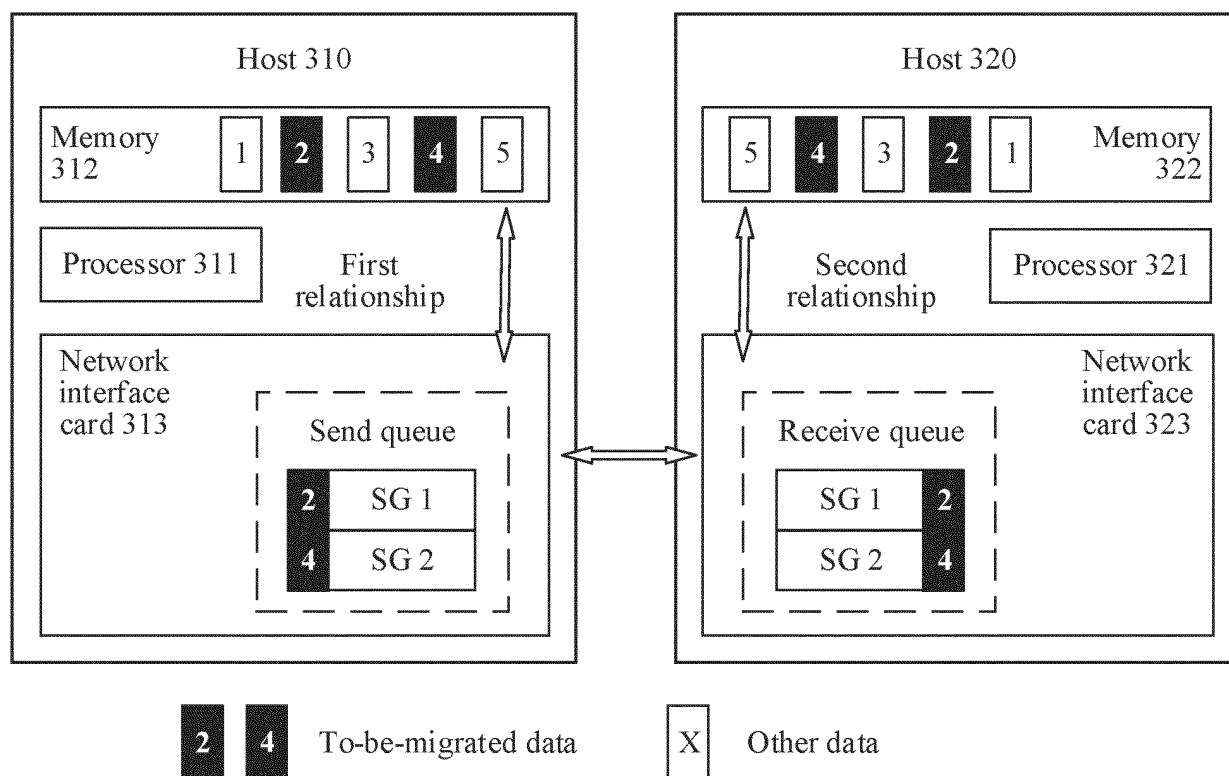 Host 310
Memory 312
1 2 3 4 5
Processor 311
First relationship
Network interface card 313
Send queue
2 SG 1
4 SG 2
Host 320
5 4 3 2 1
Memory 322
Second relationship
Processor 321
Network interface card 323
Receive queue
SG 1 2
SG 2 4
2 4 To-be-migrated data
X Other data